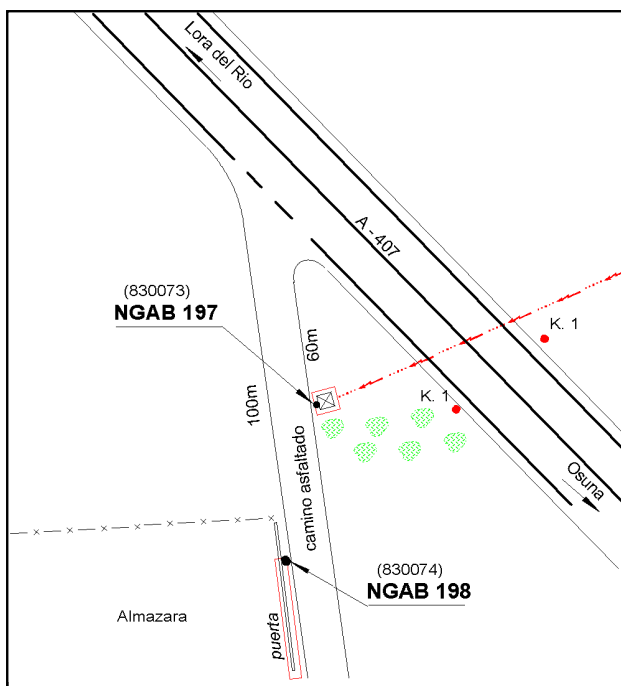 Lora del Rio
A - 407
(830073)
NGAB 197
K. 1
60m
100m
K. 1
camino asfaltado
Osuna
(830074)
NGAB 198
Almazara
puerta